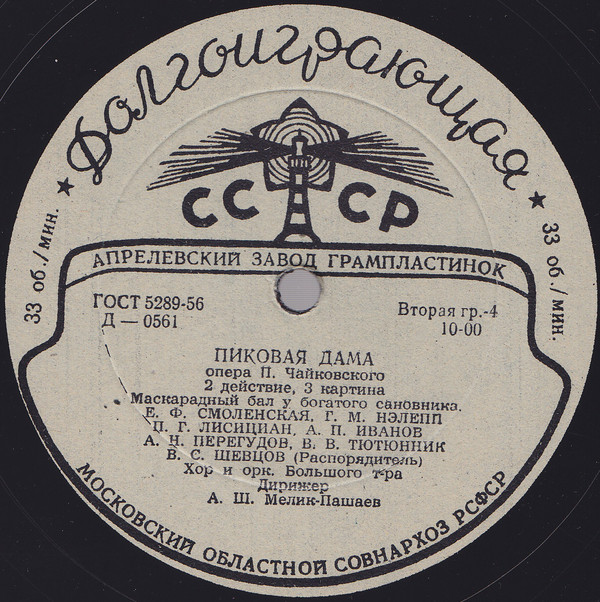 Долгоиграющая
★ 33 об./мин.
★ 33 об./мин.
СССР
АПРЕЛЕВСКИЙ ЗАВОД ГРАМПЛАСТИНОК
ГОСТ 5289-56
Д — 0561
Вторая гр.-4
10-00
ПИКОВАЯ ДАМА
опера П. Чайковского
2 действие, 3 картина
Маскарадный бал у богатого сановника.
Е. Ф. СМОЛЕНСКАЯ, Г. М. НЭЛЕПП
П. Г. ЛИСИЦИАН, А. П. ИВАНОВ
А. Н. ПЕРЕГУДОВ, В. В. ТЮТЮННИК
В. С. ШЕВЦОВ (Распорядитель)
Хор и орк. Большого т-ра
Дирижер
А. Ш. Мелик-Пашаев
МОСКОВСКИЙ ОБЛАСТНОЙ СОВНАРХОЗ РСФСР